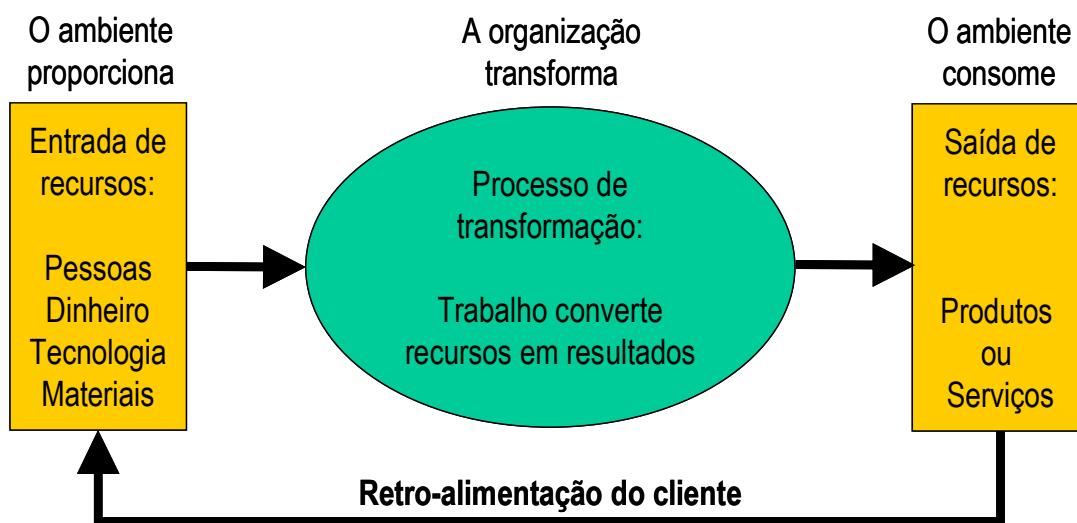 O ambiente
proporciona
Entrada de
recursos:
Pessoas
Dinheiro
Tecnologia
Materiais
A organização
transforma
Processo de
transformação:
Trabalho converte
recursos em resultados
O ambiente
consome
Saída de
recursos:
Produtos
ou
Serviços
Retro-alimentação do cliente